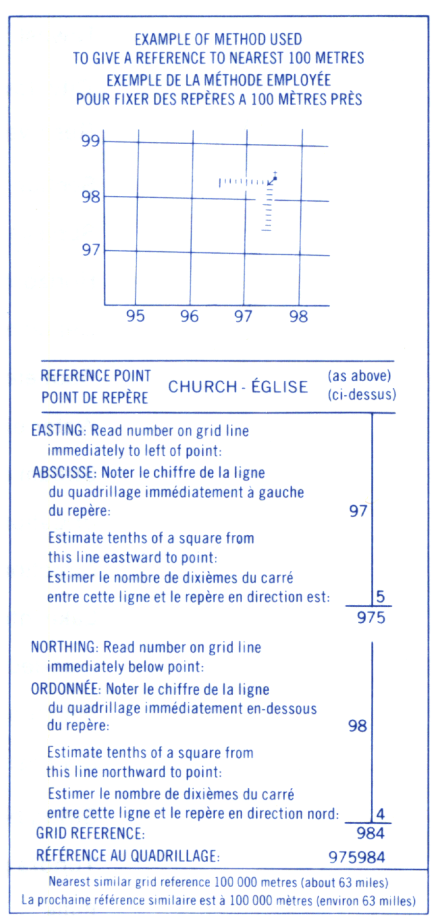 EXAMPLE OF METHOD USED
TO GIVE A REFERENCE TO NEAREST 100 METRES
EXEMPLE DE LA MÉTHODE EMPLOYÉE
POUR FIXER DES REPÈRES A 100 MÈTRES PRÈS
99
98
97
95 96 97 98
REFERENCE POINT
POINT DE REPÈRE
CHURCH - ÉGLISE
(as above)
(ci-dessus)
EASTING: Read number on grid line
immediately to left of point:
ABSCISSE: Noter le chiffre de la ligne
du quadrillage immédiatement à gauche
du repère: 97
Estimate tenths of a square from
this line eastward to point:
Estimer le nombre de dixièmes du carré
entre cette ligne et le repère en direction est: 5
975
NORTHING: Read number on grid line
immediately below point:
ORDONNÉE: Noter le chiffre de la ligne
du quadrillage immédiatement en-dessous
du repère: 98
Estimate tenths of a square from
this line northward to point:
Estimer le nombre de dixièmes du carré
entre cette ligne et le repère en direction nord: 4
GRID REFERENCE: 984
RÉFÉRENCE AU QUADRILLAGE: 975984
Nearest similar grid reference 100 000 metres (about 63 miles)
La prochaine référence similaire est à 100 000 mètres (environ 63 milles)